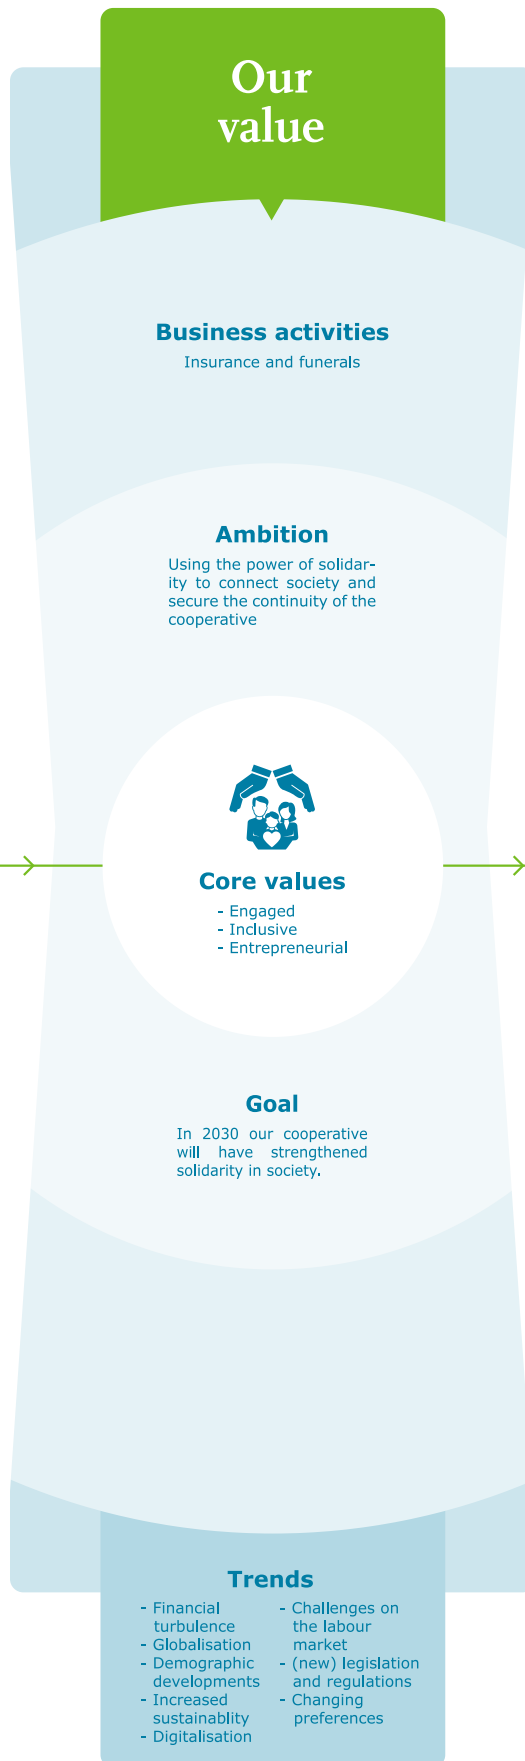 Our
value
Business activities
Insurance and funerals
Ambition
Using the power of solidar-
ity to connect society and
secure the continuity of the
cooperative
Core values
- Engaged
- Inclusive
- Entrepreneurial
Goal
In 2030 our cooperative
will have strengthened
solidarity in society.
Trends
- Financial
turbulence
- Globalisation
- Demographic
developments
- Increased
sustainablity
- Digitalisation
- Challenges on
the labour
market
- (new) legislation
and regulations
- Changing
preferences